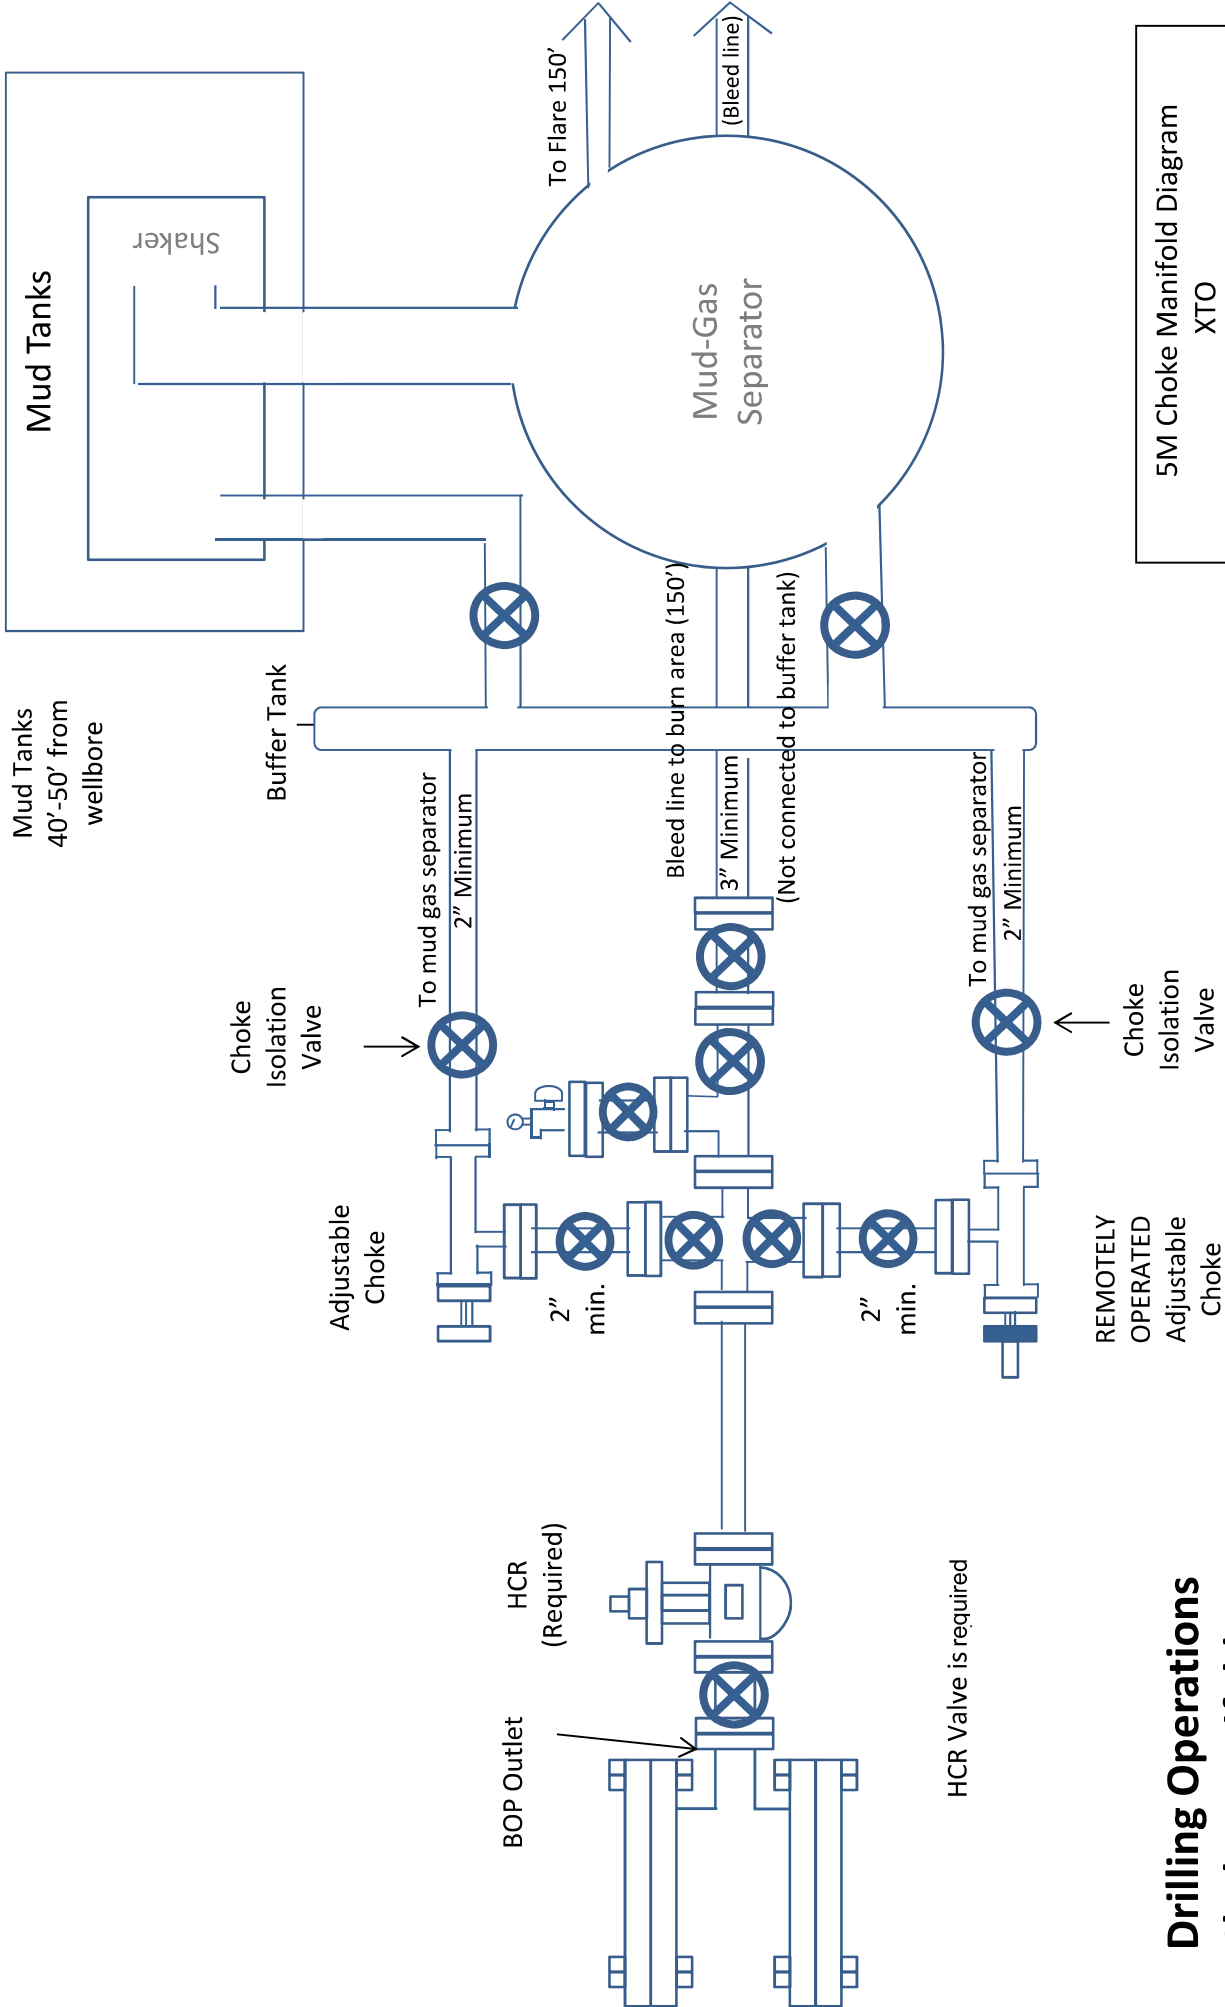 Mud Tanks
Shaker
Mud Tanks
40’-50’ from
wellbore
To Flare 150’
(Bleed line)
Mud-Gas
Separator
Buffer Tank
To mud gas separator
2” Minimum
Bleed line to burn area (150’)
3” Minimum
(Not connected to buffer tank)
To mud gas separator
2” Minimum
Choke
Isolation
Valve
Choke
Isolation
Valve
Adjustable
Choke
2”
min.
2”
min.
REMOTELY
OPERATED
Adjustable
Choke
HCR
(Required)
BOP Outlet
HCR Valve is required
Drilling Operations
5M Choke Manifold Diagram
XTO